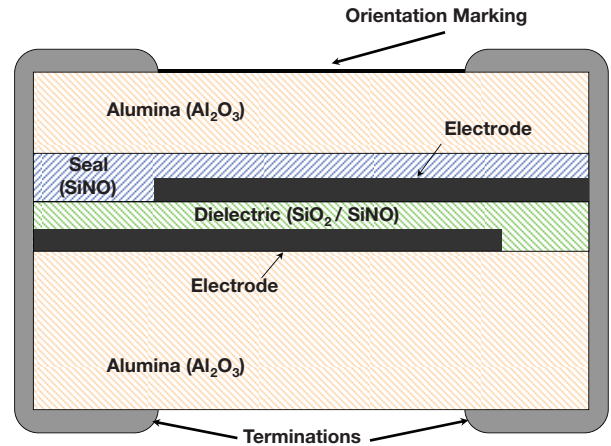 Orientation Marking
Alumina (Al₂O₃)
Electrode
Seal
(SiNO)
Dielectric (SiO₂ / SiNO)
Electrode
Alumina (Al₂O₃)
Terminations